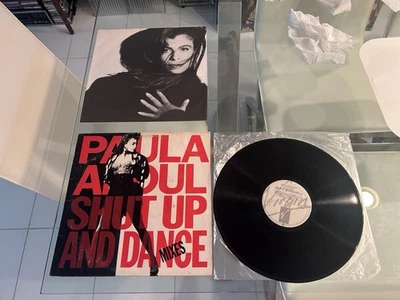 PAULA
ABDUL
SHUT UP
AND DANCE
MIXES